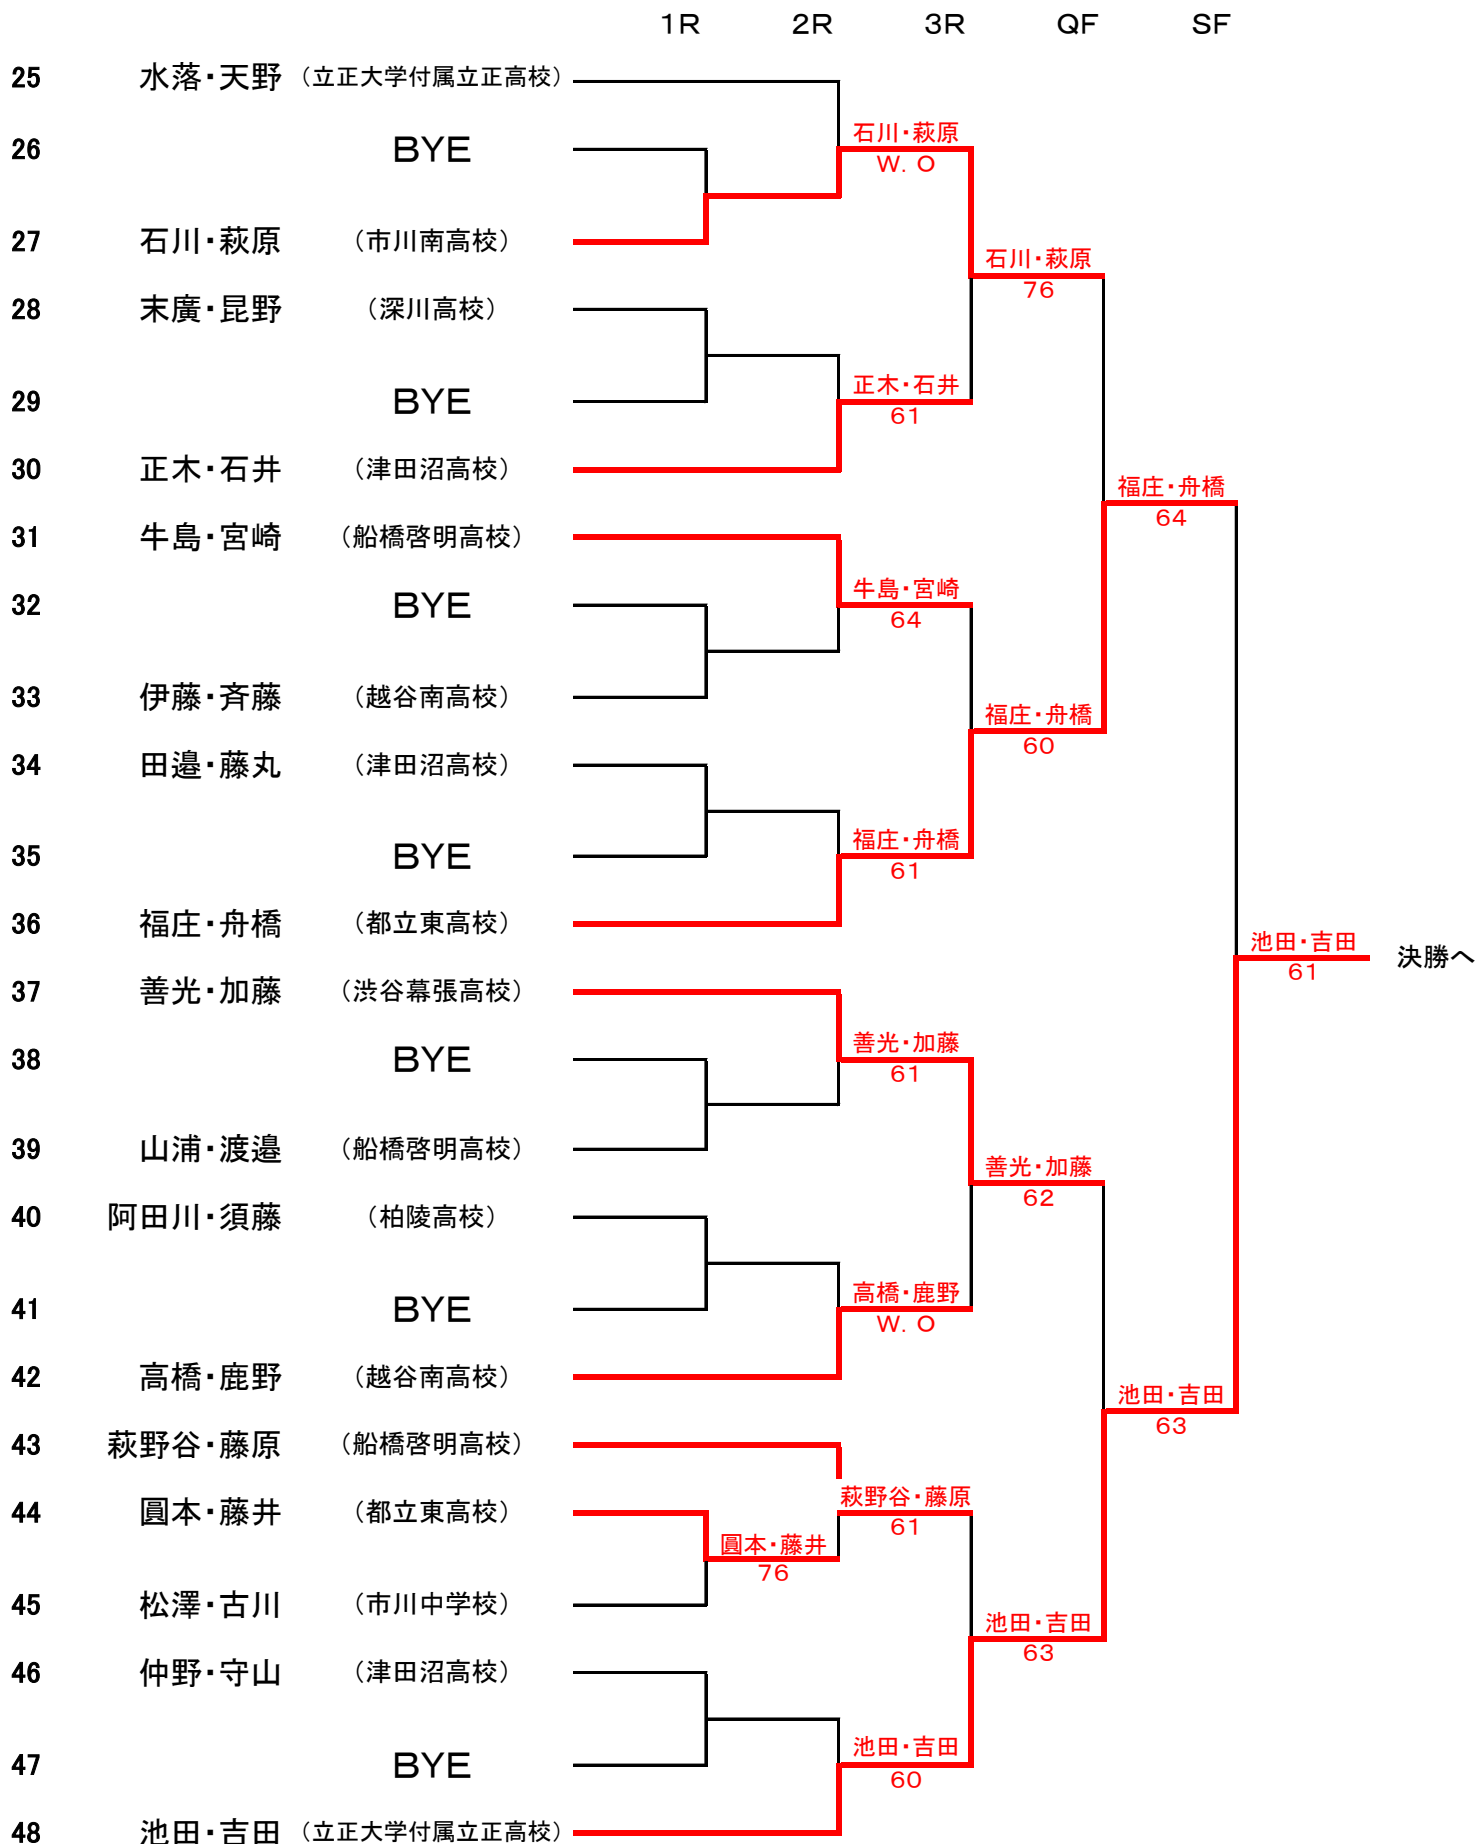 1R 2R 3R QF SF
25 水落・天野 （立正大学付属立正高校）
石川・萩原
26 BYE
W. O
27 石川・萩原 （市川南高校）
石川・萩原
76
28 末廣・昆野 （深川高校）
正木・石井
29 BYE
61
30 正木・石井 （津田沼高校）
福庄・舟橋
64
31 牛島・宮崎 （船橋啓明高校）
牛島・宮崎
32 BYE
64
33 伊藤・斉藤 （越谷南高校）
福庄・舟橋
60
34 田邉・藤丸 （津田沼高校）
福庄・舟橋
35 BYE
61
36 福庄・舟橋 （都立東高校）
池田・吉田 決勝へ
61
37 善光・加藤 （渋谷幕張高校）
善光・加藤
38 BYE
61
39 山浦・渡邉 （船橋啓明高校）
善光・加藤
62
40 阿田川・須藤 （柏陵高校）
高橋・鹿野
41 BYE
W. O
42 高橋・鹿野 （越谷南高校）
池田・吉田
63
43 萩野谷・藤原 （船橋啓明高校）
萩野谷・藤原
44 圓本・藤井 （都立東高校）
61
圓本・藤井
76
45 松澤・古川 （市川中学校）
池田・吉田
63
46 仲野・守山 （津田沼高校）
池田・吉田
47 BYE
60
48 池田・吉田 （立正大学付属立正高校）